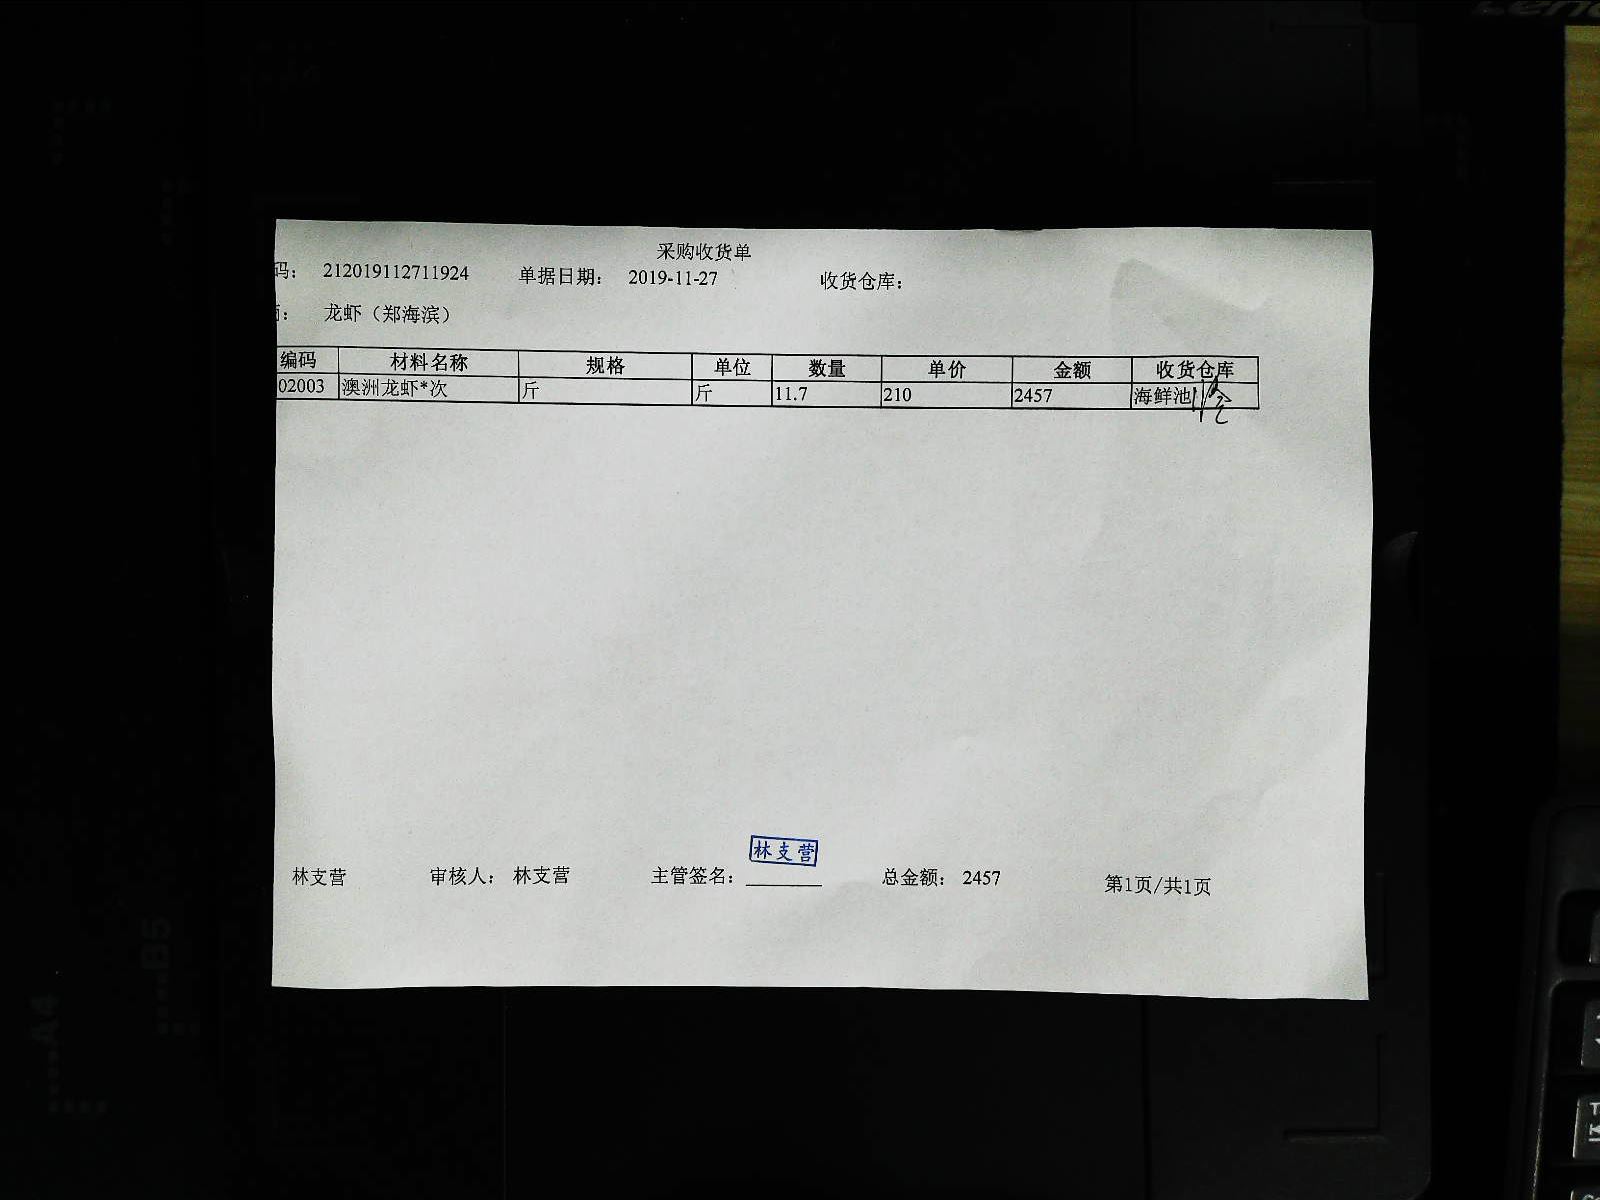 采购收货单
码： 212019112711924 单据日期： 2019-11-27 收货仓库：
龙虾（郑海滨）
编码 材料名称 规格 单位 数量 单价 金额 收货仓库
02003 澳洲龙虾*次 斤 斤 11.7 210 2457 海鲜池
林支营
林支营 审核人： 林支营 主管签名： 总金额： 2457 第1页/共1页
B5
A4